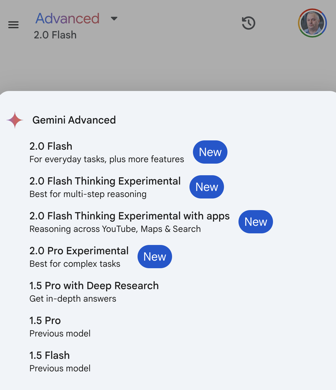 Advanced
2.0 Flash
Gemini Advanced
2.0 Flash
For everyday tasks, plus more features
New
2.0 Flash Thinking Experimental
Best for multi-step reasoning
New
2.0 Flash Thinking Experimental with apps
Reasoning across YouTube, Maps & Search
New
2.0 Pro Experimental
Best for complex tasks
New
1.5 Pro with Deep Research
Get in-depth answers
1.5 Pro
Previous model
1.5 Flash
Previous model